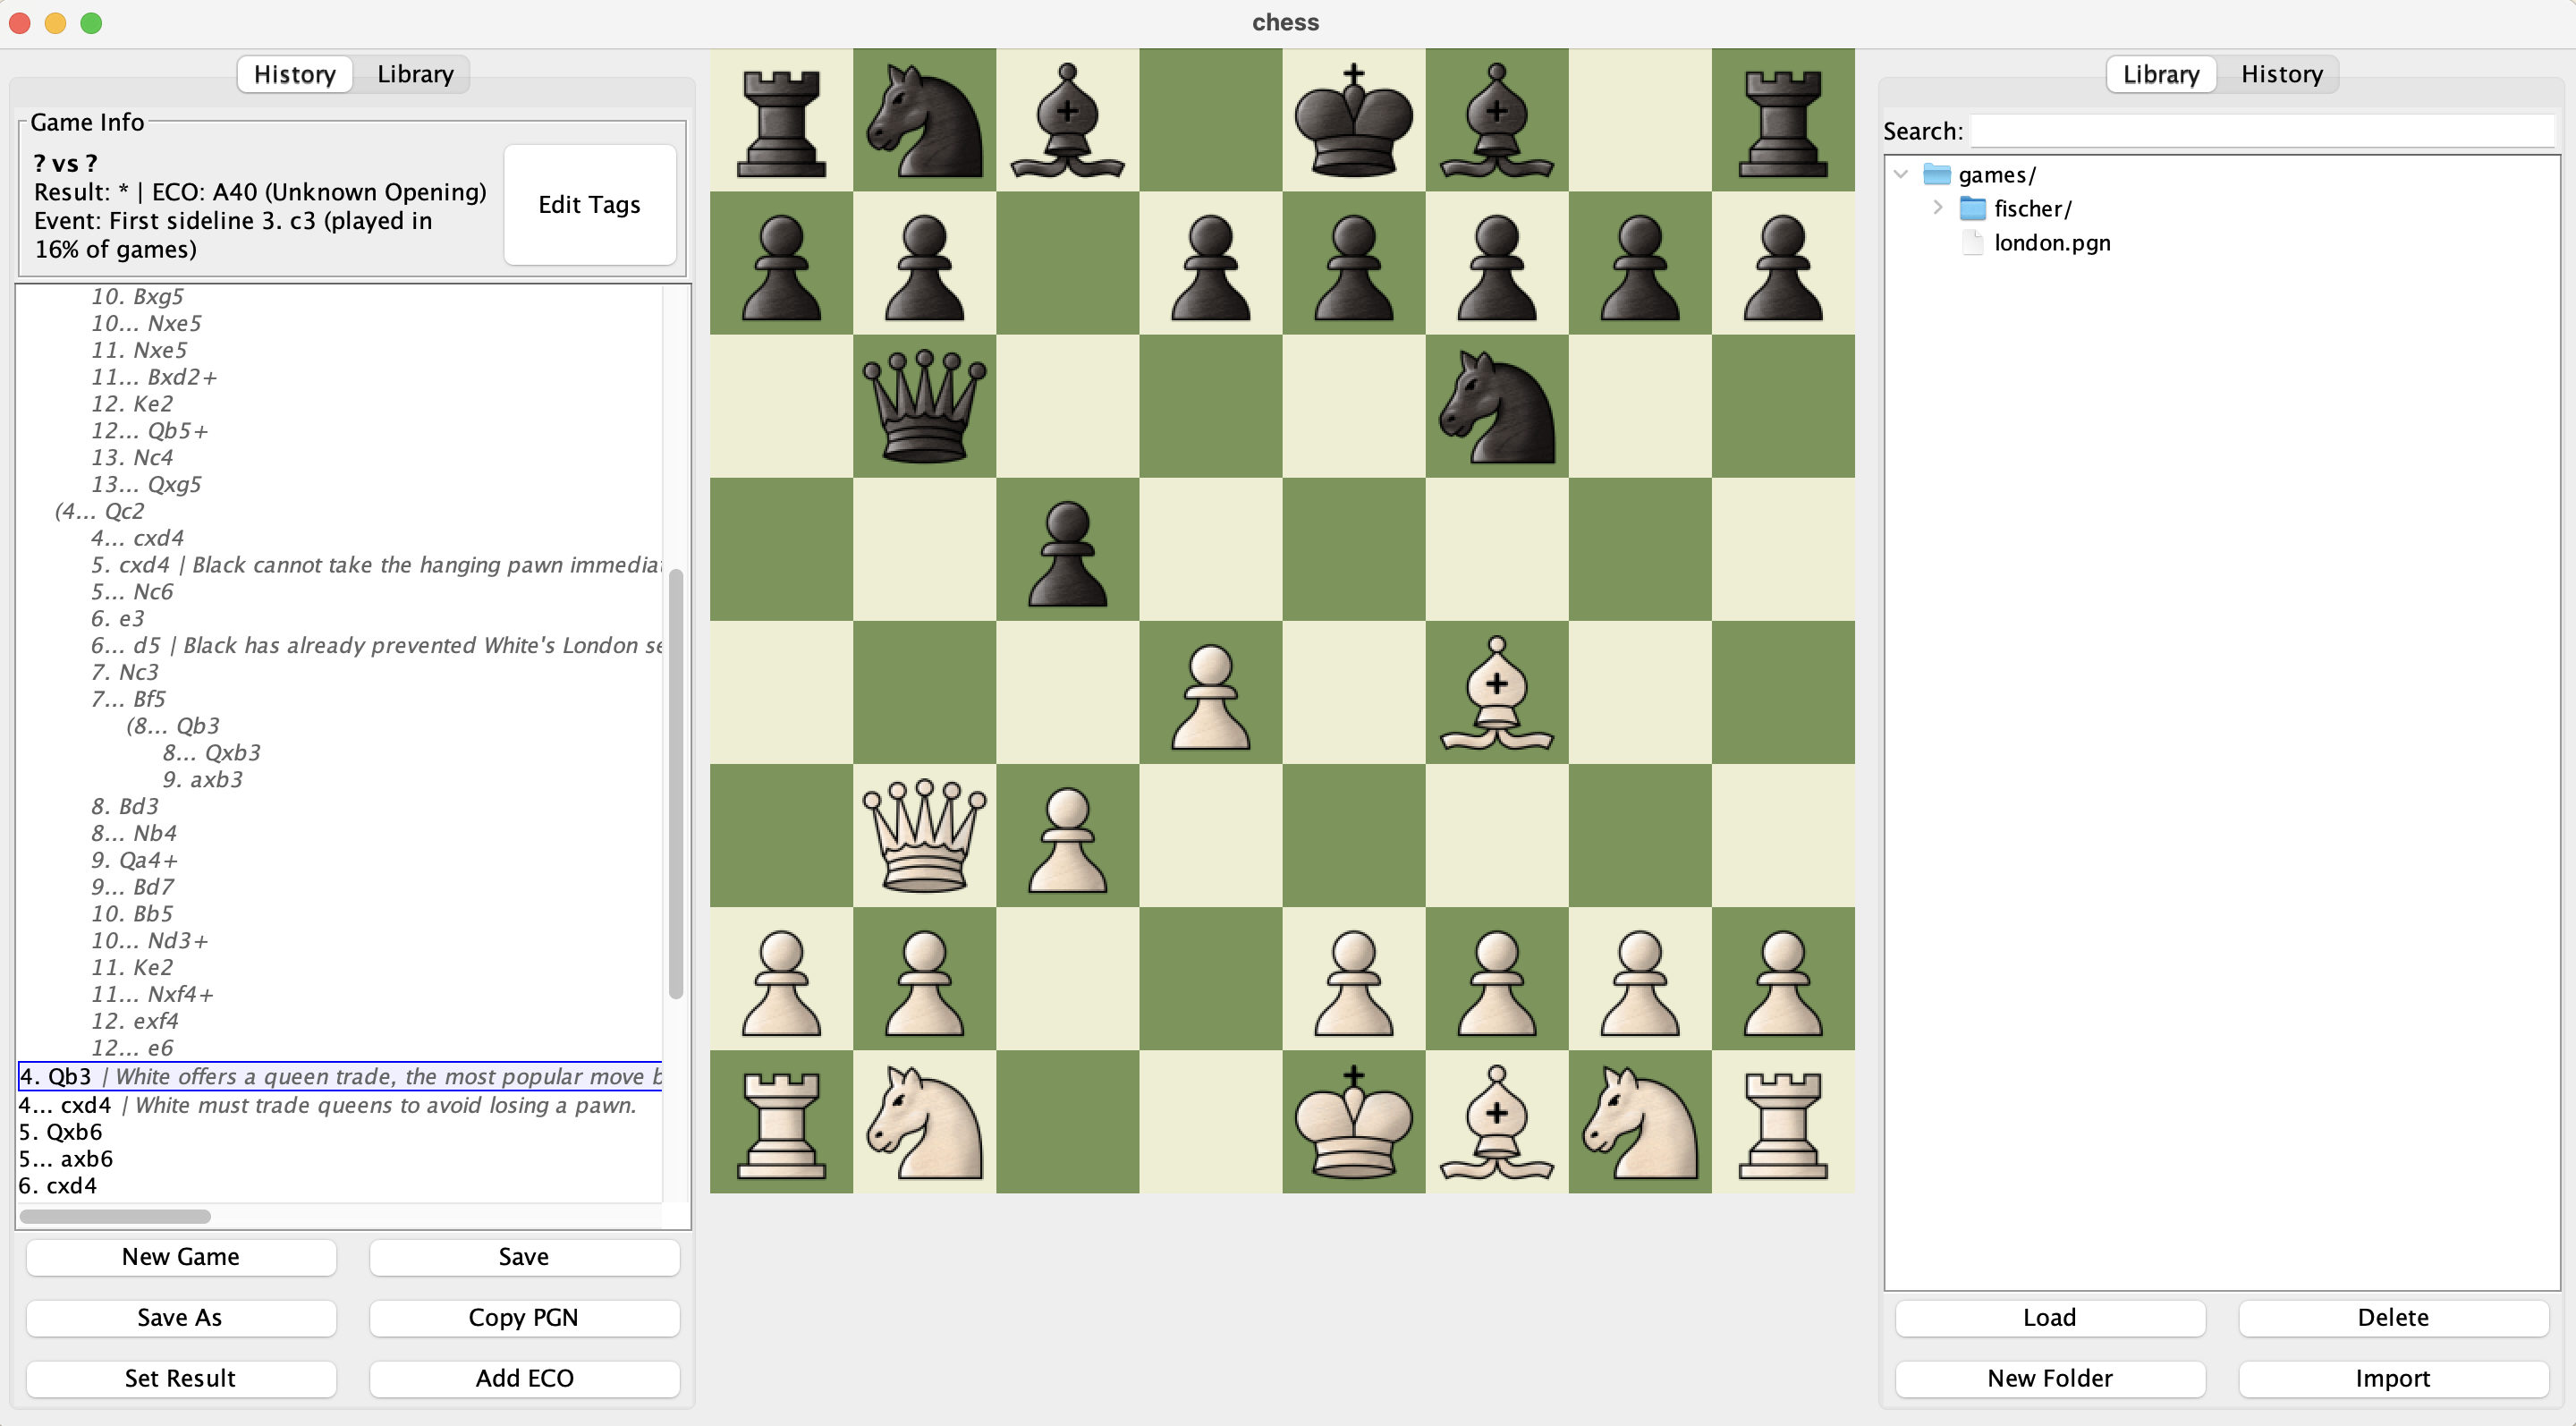 chess
History Library
Game Info
? vs ?
Result: * | ECO: A40 (Unknown Opening)
Event: First sideline 3. c3 (played in
16% of games)
Edit Tags
10. Bxg5
10... Nxe5
11. Nxe5
11... Bxd2+
12. Ke2
12... Qb5+
13. Nc4
13... Qxg5
(4... Qc2
4... cxd4
5. cxd4 | Black cannot take the hanging pawn
5... Nc6
6. e3
6... d5 | Black has already prevented White's London
7. Nc3
7... Bf5
(8... Qb3
8... Qxb3
9. axb3
8. Bd3
8... Nb4
9. Qa4+
9... Bd7
10. Bb5
10... Nd3+
11. Ke2
11... Nxf4+
12. exf4
12... e6
4. Qb3 | White offers a queen trade, the most popular move
4... cxd4 | White must trade queens to avoid losing a pawn.
5. Qxb6
5... axb6
6. cxd4
New Game Save
Save As Copy PGN
Set Result Add ECO
Library History
Search:
games/
fischer/
london.pgn
Load Delete
New Folder Import